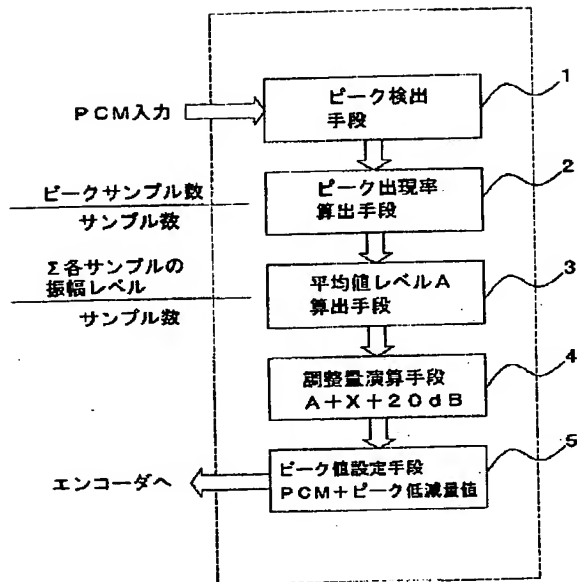 1
ピーク検出
手段
PCM入力
2
ピーク出現率
算出手段
ピークサンプル数
サンプル数
3
平均値レベルA
算出手段
Σ各サンプルの
振幅レベル
サンプル数
4
調整量演算手段
A+X+20dB
5
ピーク値設定手段
PCM+ピーク低減量値
エンコーダへ